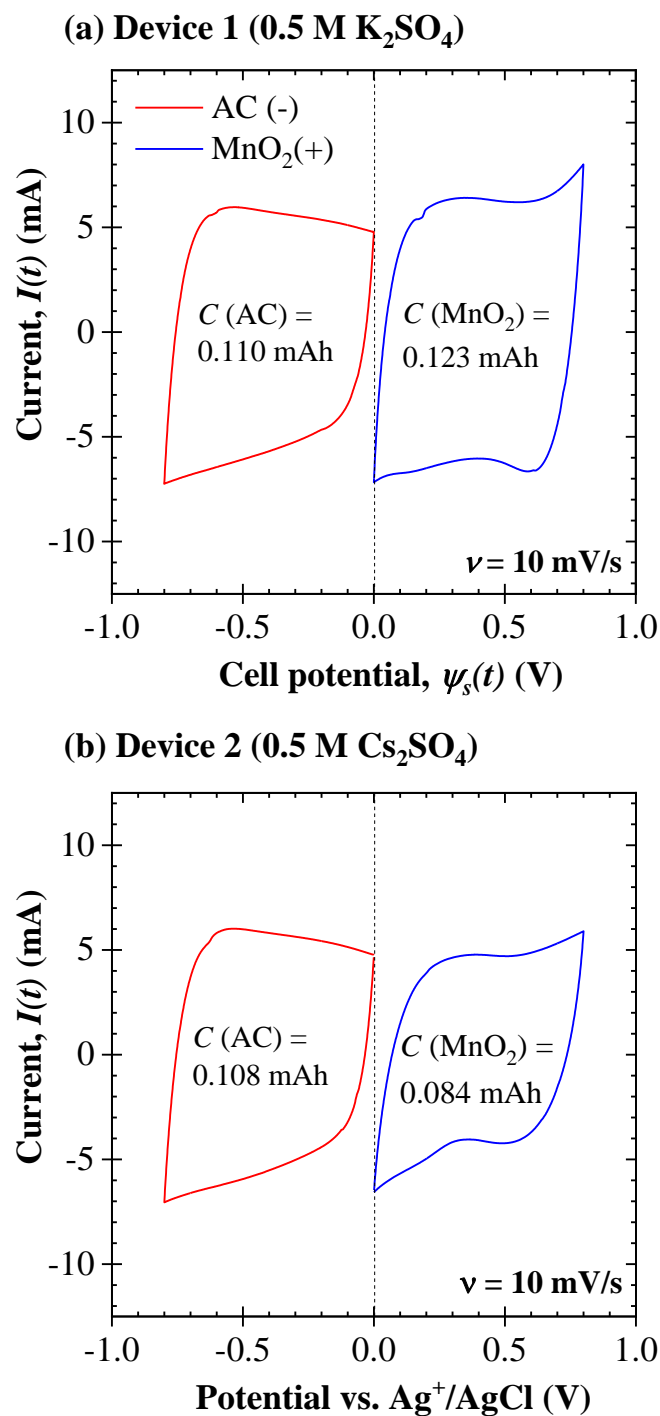 (a) Device 1 (0.5 M K₂SO₄)
AC (-)
MnO₂(+)
10
5
0
-5
-10
Current, I(t) (mA)
C (AC) =
0.110 mAh
C (MnO₂) =
0.123 mAh
ν = 10 mV/s
-1.0 -0.5 0.0 0.5 1.0
Cell potential, ψₛ(t) (V)
(b) Device 2 (0.5 M Cs₂SO₄)
10
5
0
-5
-10
Current, I(t) (mA)
C (AC) =
0.108 mAh
C (MnO₂) =
0.084 mAh
ν = 10 mV/s
-1.0 -0.5 0.0 0.5 1.0
Potential vs. Ag⁺/AgCl (V)